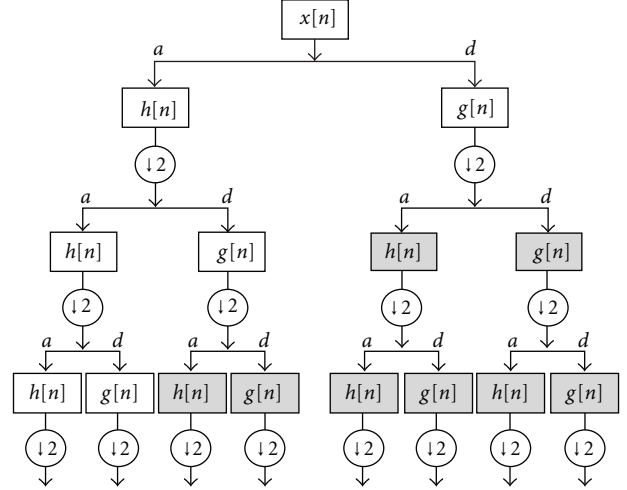 x[n]
a d
h[n] g[n]
↓2 ↓2
a d a d
h[n] g[n] h[n] g[n]
↓2 ↓2 ↓2 ↓2
a d a d a d a d
h[n] g[n] h[n] g[n] h[n] g[n] h[n] g[n]
↓2 ↓2 ↓2 ↓2 ↓2 ↓2 ↓2 ↓2